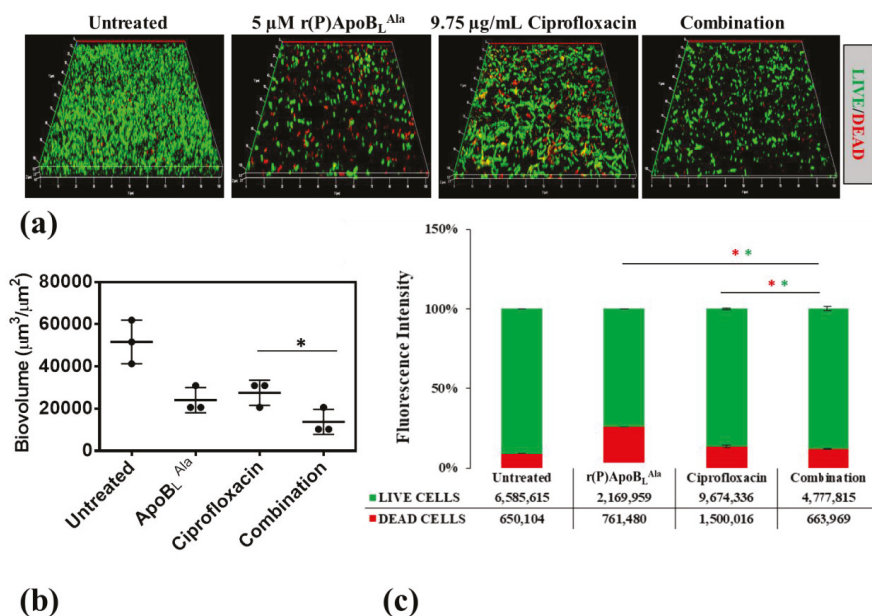 Untreated 5 µM r(P)ApoB_L^Ala 9.75 µg/mL Ciprofloxacin Combination
LIVE/DEAD
(a)
Biovolume (µm³/µm²)
80000
60000
40000
20000
0
Untreated
ApoB_L^Ala
Ciprofloxacin
Combination
*
(b)
Fluorescence Intensity
150%
100%
50%
0%
* *
* *
Untreated r(P)ApoB_L^Ala Ciprofloxacin Combination
LIVE CELLS 6,585,615 2,169,959 9,674,336 4,777,815
DEAD CELLS 650,104 761,480 1,500,016 663,969
(c)